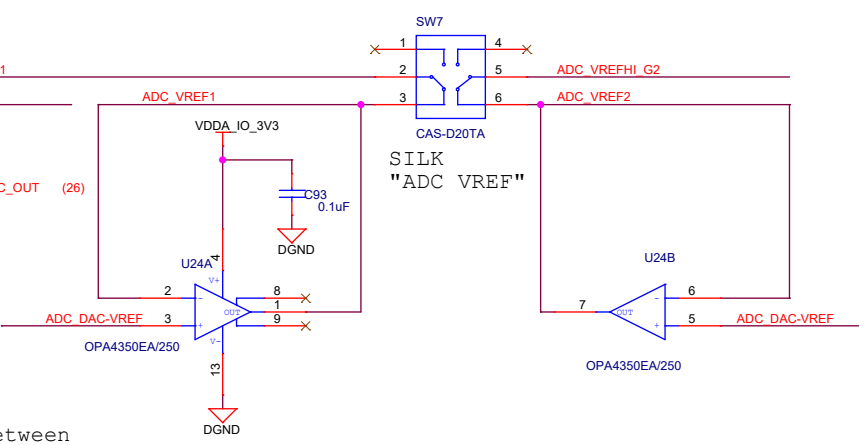 SW7
1
4
1
2
5
ADC_VREFHI_G2
ADC_VREF1
3
6
ADC_VREF2
VDDA_IO_3V3
CAS-D20TA
SILK
"ADC VREF"
C_OUT (26)
C93
0.1uF
DGND
4
U24A
U24B
V+
2
-
8
6
-
OUT
1
7
OUT
ADC_DAC-VREF
3
+
9
+
5
ADC_DAC-VREF
V-
OPA4350EA/250
OPA4350EA/250
13
DGND
etween